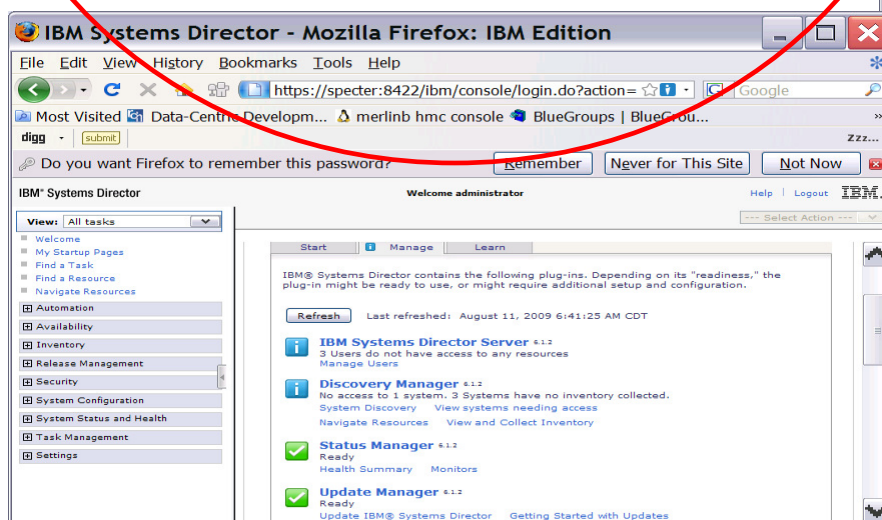 IBM Systems Director - Mozilla Firefox: IBM Edition
File Edit View History Bookmarks Tools Help
https://specter:8422/ibm/console/login.do?action= Google
Most Visited Data-Centric Developm... merlinb hmc console BlueGroups | BlueGrou... »
digg submit Zzz...
Do you want Firefox to remember this password? Remember Never for This Site Not Now
IBM® Systems Director Welcome administrator Help Logout IBM.
View: All tasks --- Select Action ---
Welcome
My Startup Pages
Find a Task
Find a Resource
Navigate Resources
Automation
Availability
Inventory
Release Management
Security
System Configuration
System Status and Health
Task Management
Settings
Start Manage Learn
IBM® Systems Director contains the following plug-ins. Depending on its "readiness," the
plug-in might be ready to use, or might require additional setup and configuration.
Refresh Last refreshed: August 11, 2009 6:41:25 AM CDT
IBM Systems Director Server 6.1.2
3 Users do not have access to any resources
Manage Users
Discovery Manager 6.1.2
No access to 1 system. 3 Systems have no inventory collected.
System Discovery View systems needing access
Navigate Resources View and Collect Inventory
Status Manager 6.1.2
Ready
Health Summary Monitors
Update Manager 6.1.2
Ready
Update IBM® Systems Director Getting Started with Updates